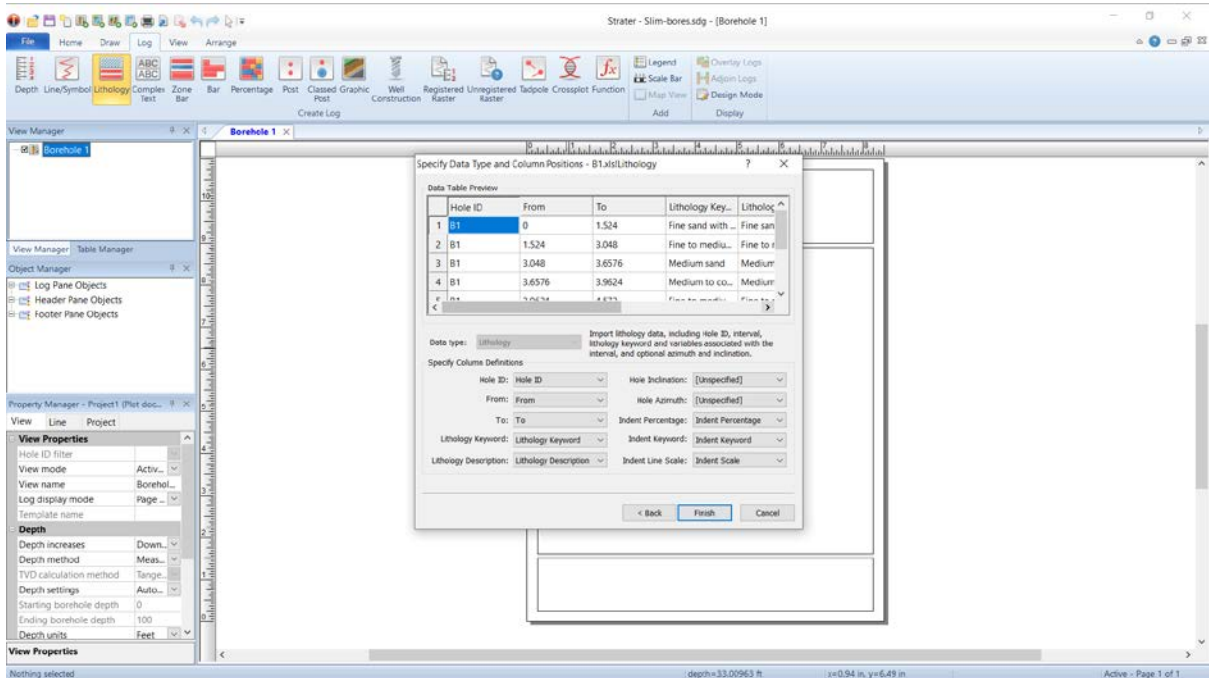 Strater - Slim-bores.sdg - [Borehole 1]
File Home Draw Log View Arrange
Depth Line/Symbol Lithology Complex Text Zone Bar Bar Percentage Post Classed Post Graphic Well Construction Registered Raster Unregistered Raster Tadpole Crossplot Function
Legend
Scale Bar
Map View
Overlay Logs
Adjoin Logs
Design Mode
Create Log Add Display
View Manager
Borehole 1
Borehole 1
View Manager Table Manager
Object Manager
Log Pane Objects
Header Pane Objects
Footer Pane Objects
Property Manager - Project1 (Plot doc...
View Line Project
View Properties
Hole ID filter
View mode Activ...
View name Borehol...
Log display mode Page ...
Template name
Depth
Depth increases Down...
Depth method Meas...
TVD calculation method Tange...
Depth settings Auto...
Starting borehole depth 0
Ending borehole depth 100
Depth units Feet
View Properties
Specify Data Type and Column Positions - B1.xls!Lithology ? X
Data Table Preview
Hole ID From To Lithology Key... Litholog
1 B1 0 1.524 Fine sand with ... Fine san
2 B1 1.524 3.048 Fine to mediu... Fine to
3 B1 3.048 3.6576 Medium sand Medium
4 B1 3.6576 3.9624 Medium to co... Medium
Data type: Lithology
Import lithology data, including Hole ID, interval,
lithology keyword and variables associated with the
interval, and optional azimuth and inclination.
Specify Column Definitions
Hole ID: Hole ID Hole Inclination: [Unspecified]
From: From Hole Azimuth: [Unspecified]
To: To Indent Percentage: Indent Percentage
Lithology Keyword: Lithology Keyword Indent Keyword: Indent Keyword
Lithology Description: Lithology Description Indent Line Scale: Indent Scale
< Back Finish Cancel
Nothing selected depth=33.00963 ft x=0.94 in, y=6.49 in Active - Page 1 of 1